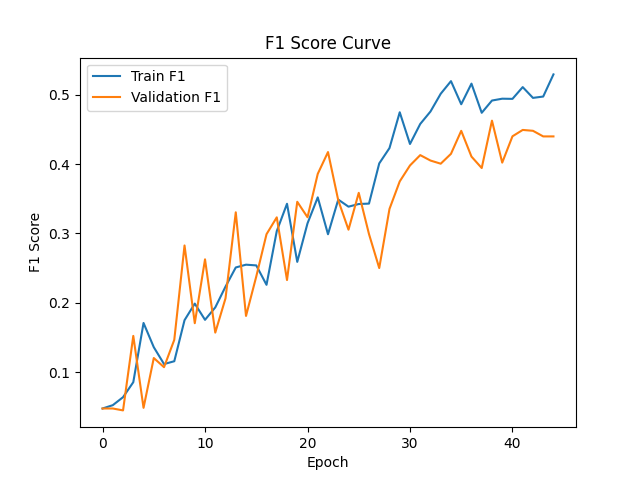 F1 Score Curve
Train F1
Validation F1
F1 Score
0.5
0.4
0.3
0.2
0.1
0 10 20 30 40
Epoch